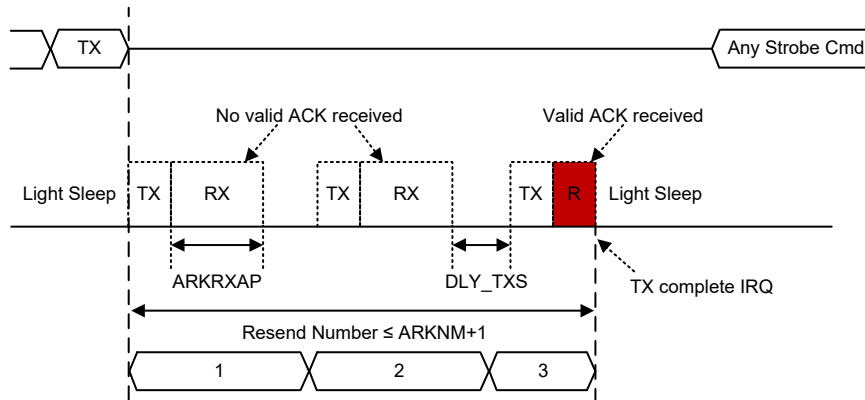 TX
Any Strobe Cmd
No valid ACK received
Valid ACK received
Light Sleep
TX
RX
TX
RX
TX
R
Light Sleep
ARKRXAP
DLY_TXS
TX complete IRQ
Resend Number ≤ ARKNM+1
1
2
3